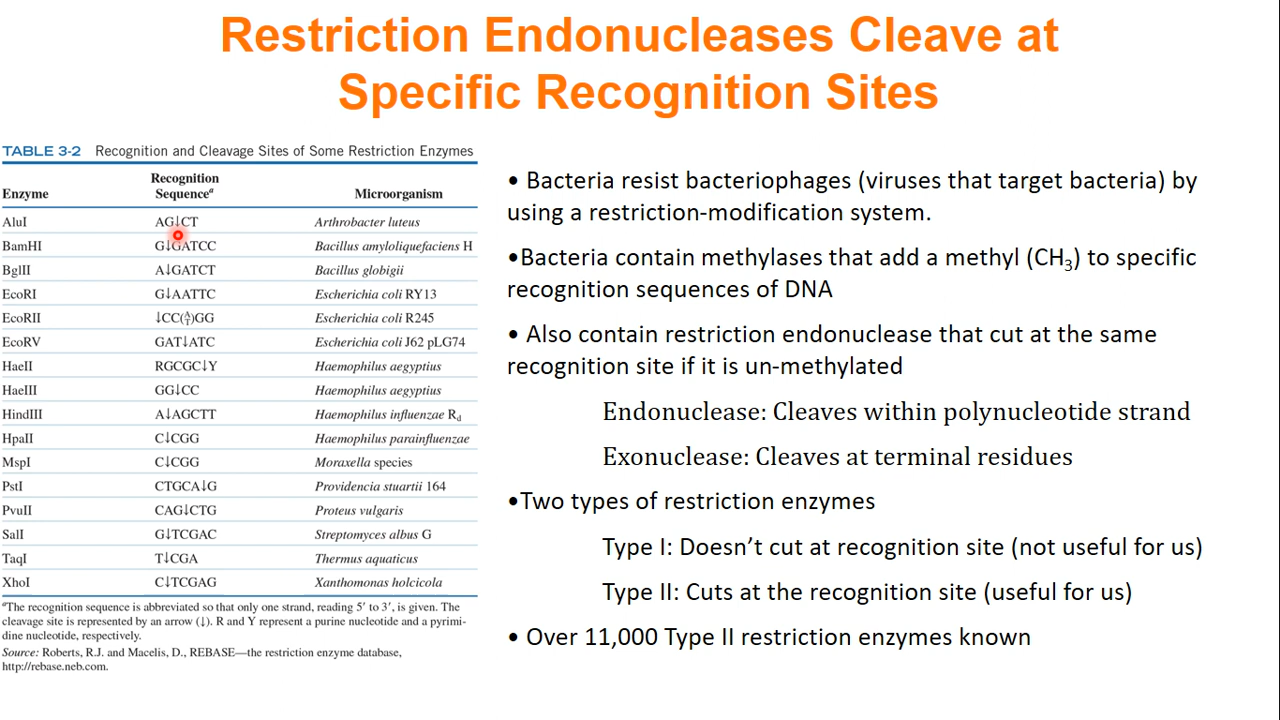 Restriction Endonucleases Cleave at
Specific Recognition Sites
TABLE 3-2 Recognition and Cleavage Sites of Some Restriction Enzymes
Enzyme Recognition Sequenceᵃ Microorganism
AluI AG↓CT Arthrobacter luteus
BamHI G↓GATCC Bacillus amyloliquefaciens H
BglII A↓GATCT Bacillus globigii
EcoRI G↓AATTC Escherichia coli RY13
EcoRII ↓CC(A/T)GG Escherichia coli R245
EcoRV GAT↓ATC Escherichia coli J62 pLG74
HaeII RGCGC↓Y Haemophilus aegyptius
HaeIII GG↓CC Haemophilus aegyptius
HindIII A↓AGCTT Haemophilus influenzae Rd
HpaII C↓CGG Haemophilus parainfluenzae
MspI C↓CGG Moraxella species
PstI CTGCA↓G Providencia stuartii 164
PvuII CAG↓CTG Proteus vulgaris
SalI G↓TCGAC Streptomyces albus G
TaqI T↓CGA Thermus aquaticus
XhoI C↓TCGAG Xanthomonas holcicola
ᵃThe recognition sequence is abbreviated so that only one strand, reading 5′ to 3′, is given. The
cleavage site is represented by an arrow (↓). R and Y represent a purine nucleotide and a pyrimi-
dine nucleotide, respectively.
Source: Roberts, R.J. and Macelis, D., REBASE—the restriction enzyme database,
http://rebase.neb.com.
• Bacteria resist bacteriophages (viruses that target bacteria) by
using a restriction-modification system.
•Bacteria contain methylases that add a methyl (CH₃) to specific
recognition sequences of DNA
• Also contain restriction endonuclease that cut at the same
recognition site if it is un-methylated
Endonuclease: Cleaves within polynucleotide strand
Exonuclease: Cleaves at terminal residues
•Two types of restriction enzymes
Type I: Doesn’t cut at recognition site (not useful for us)
Type II: Cuts at the recognition site (useful for us)
• Over 11,000 Type II restriction enzymes known